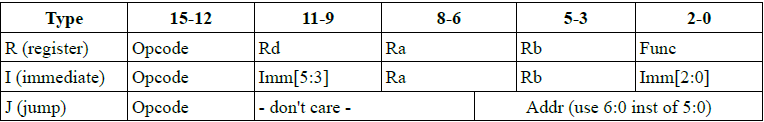 Type 15-12 11-9 8-6 5-3 2-0
R (register) Opcode Rd Ra Rb Func
I (immediate) Opcode Imm[5:3] Ra Rb Imm[2:0]
J (jump) Opcode - don't care - Addr (use 6:0 inst of 5:0)